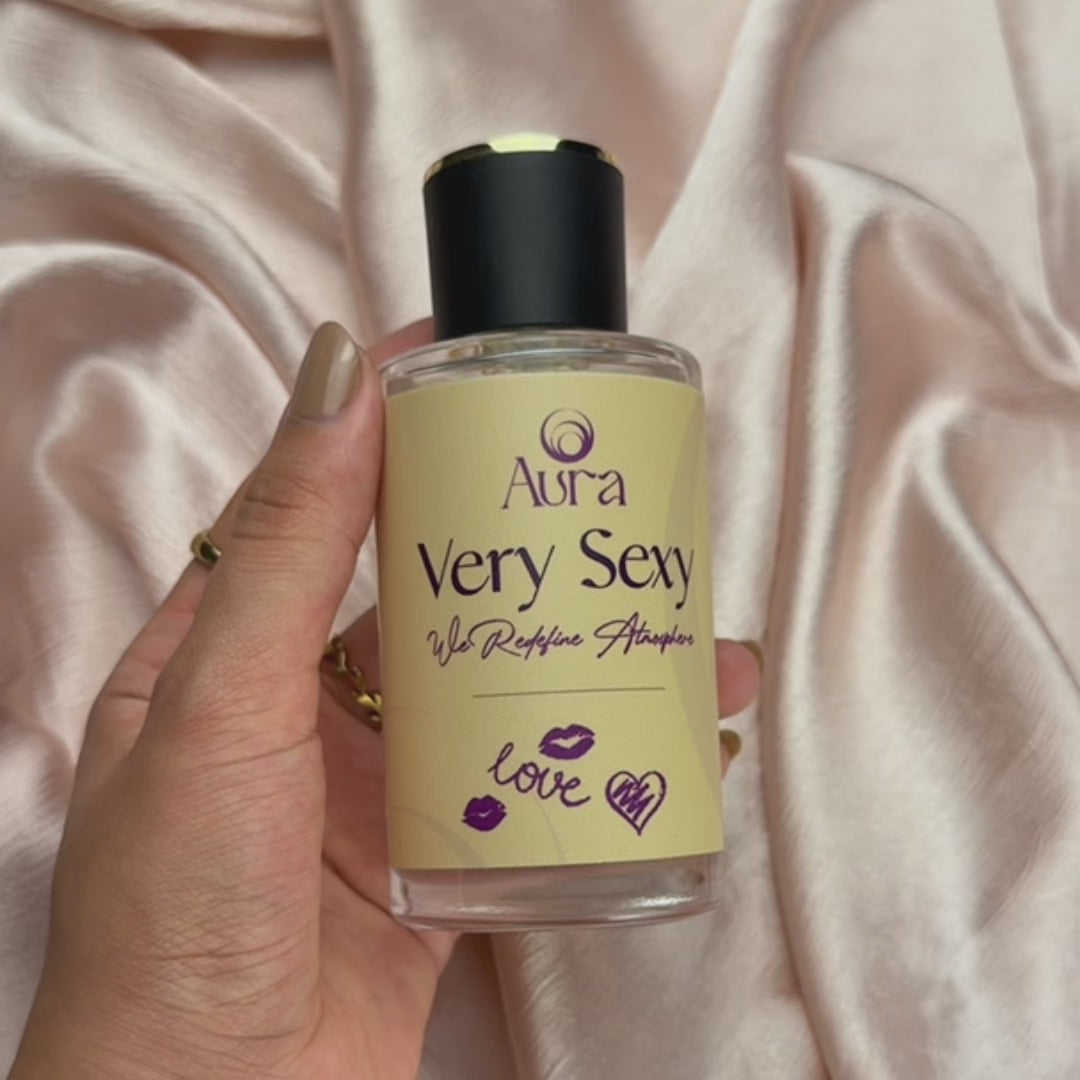 Aura
Very Sexy
We Redefine Atmosphere
love